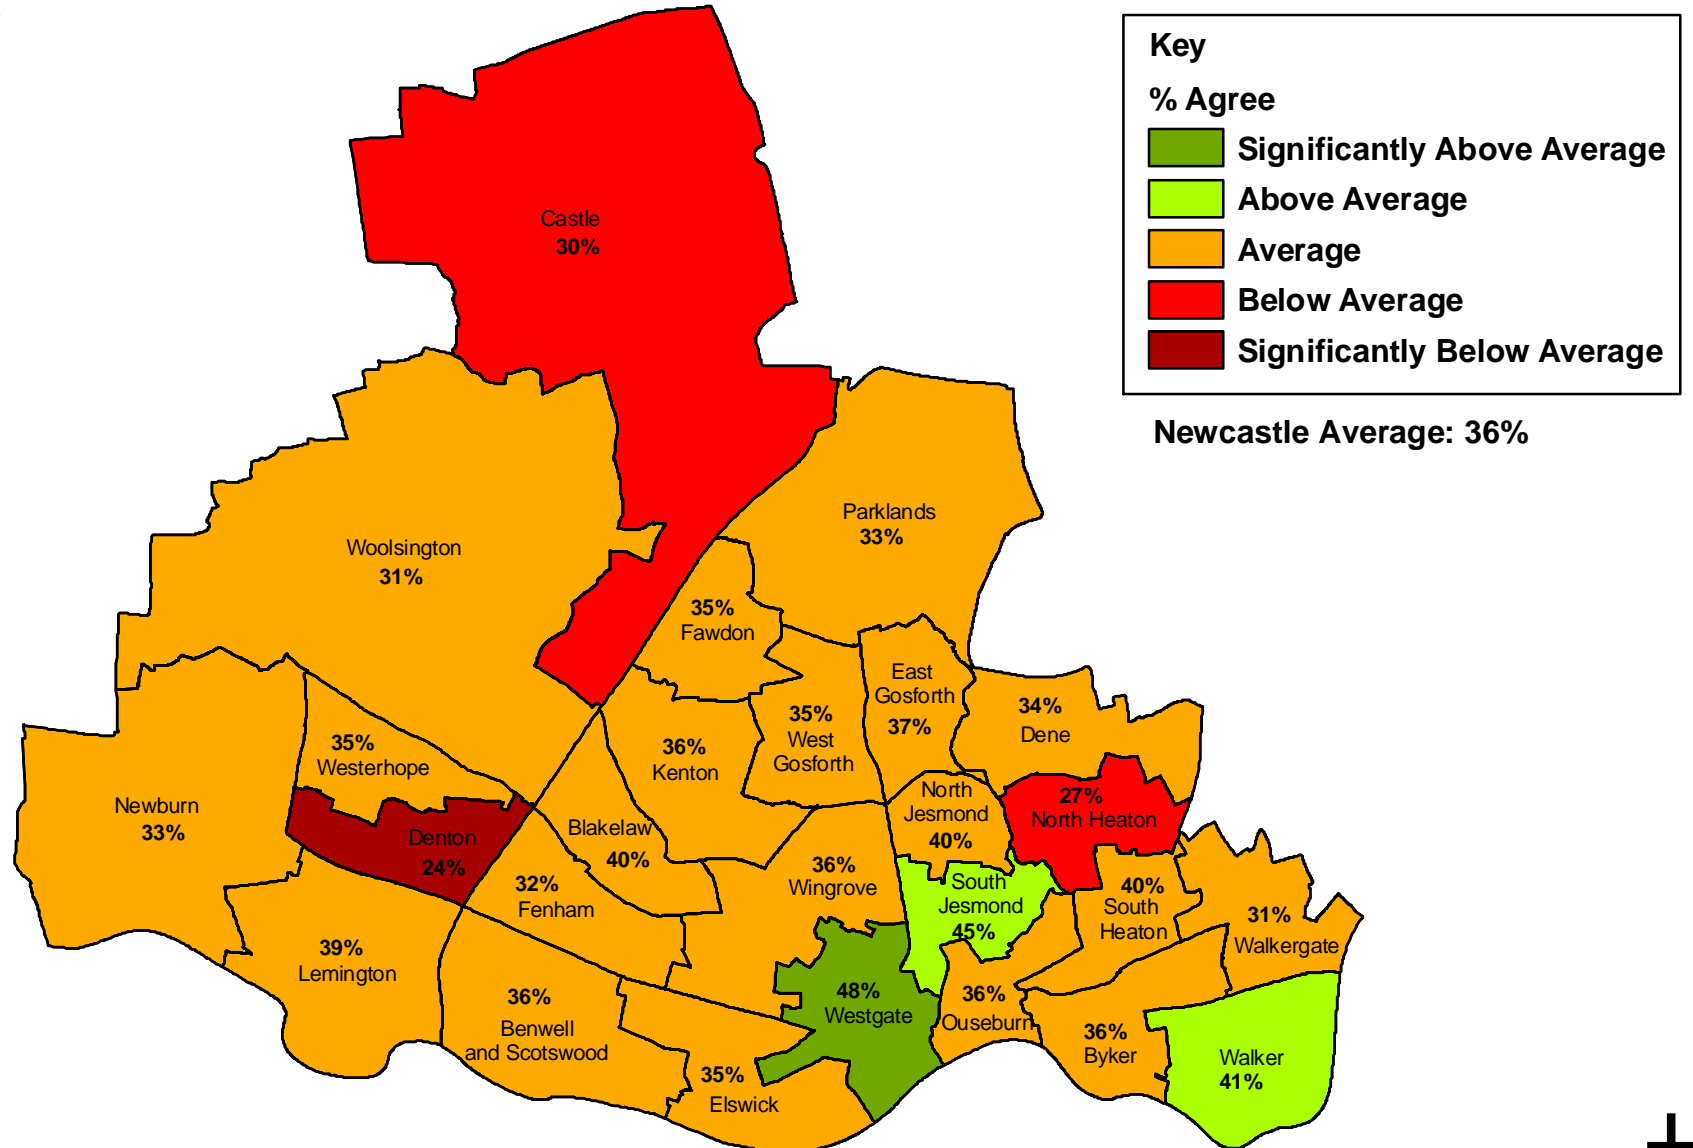 Key
% Agree
Significantly Above Average
Above Average
Average
Below Average
Significantly Below Average
Newcastle Average: 36%
Castle
30%
Parklands
33%
Woolsington
31%
35%
Fawdon
East
Gosforth
37%
35%
West
Gosforth
34%
Dene
36%
Kenton
35%
Westerhope
Newburn
33%
Denton
24%
Blakelaw
40%
North
Jesmond
40%
27%
North Heaton
32%
Fenham
36%
Wingrove
South
Jesmond
45%
40%
South
Heaton
31%
Walkergate
39%
Lemington
36%
Benwell
and Scotswood
48%
Westgate
36%
Ouseburn
36%
Byker
Walker
41%
35%
Elswick